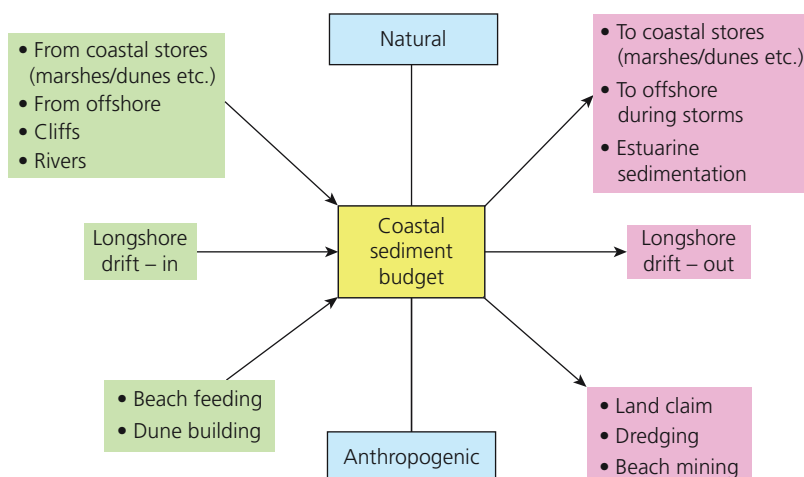 • From coastal stores
(marshes/dunes etc.)
• From offshore
• Cliffs
• Rivers
Natural
• To coastal stores
(marshes/dunes etc.)
• To offshore
during storms
• Estuarine
sedimentation
Longshore
drift – in
Coastal
sediment
budget
Longshore
drift – out
• Beach feeding
• Dune building
Anthropogenic
• Land claim
• Dredging
• Beach mining